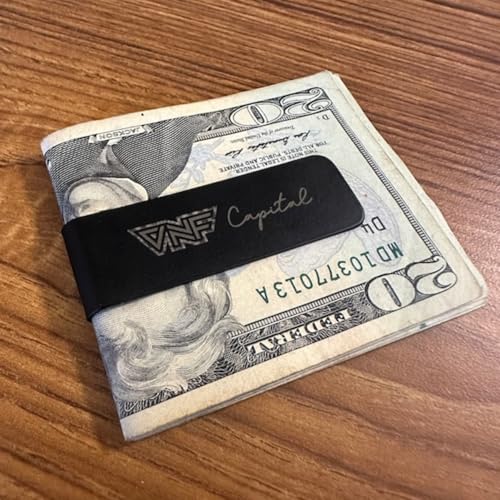 VNF Capital
JACKSON
20
Treasurer of the United States
THIS NOTE IS LEGAL TENDER
FOR ALL DEBTS, PUBLIC AND PRIVATE
D4
MD10377013A
20
FEDERAL